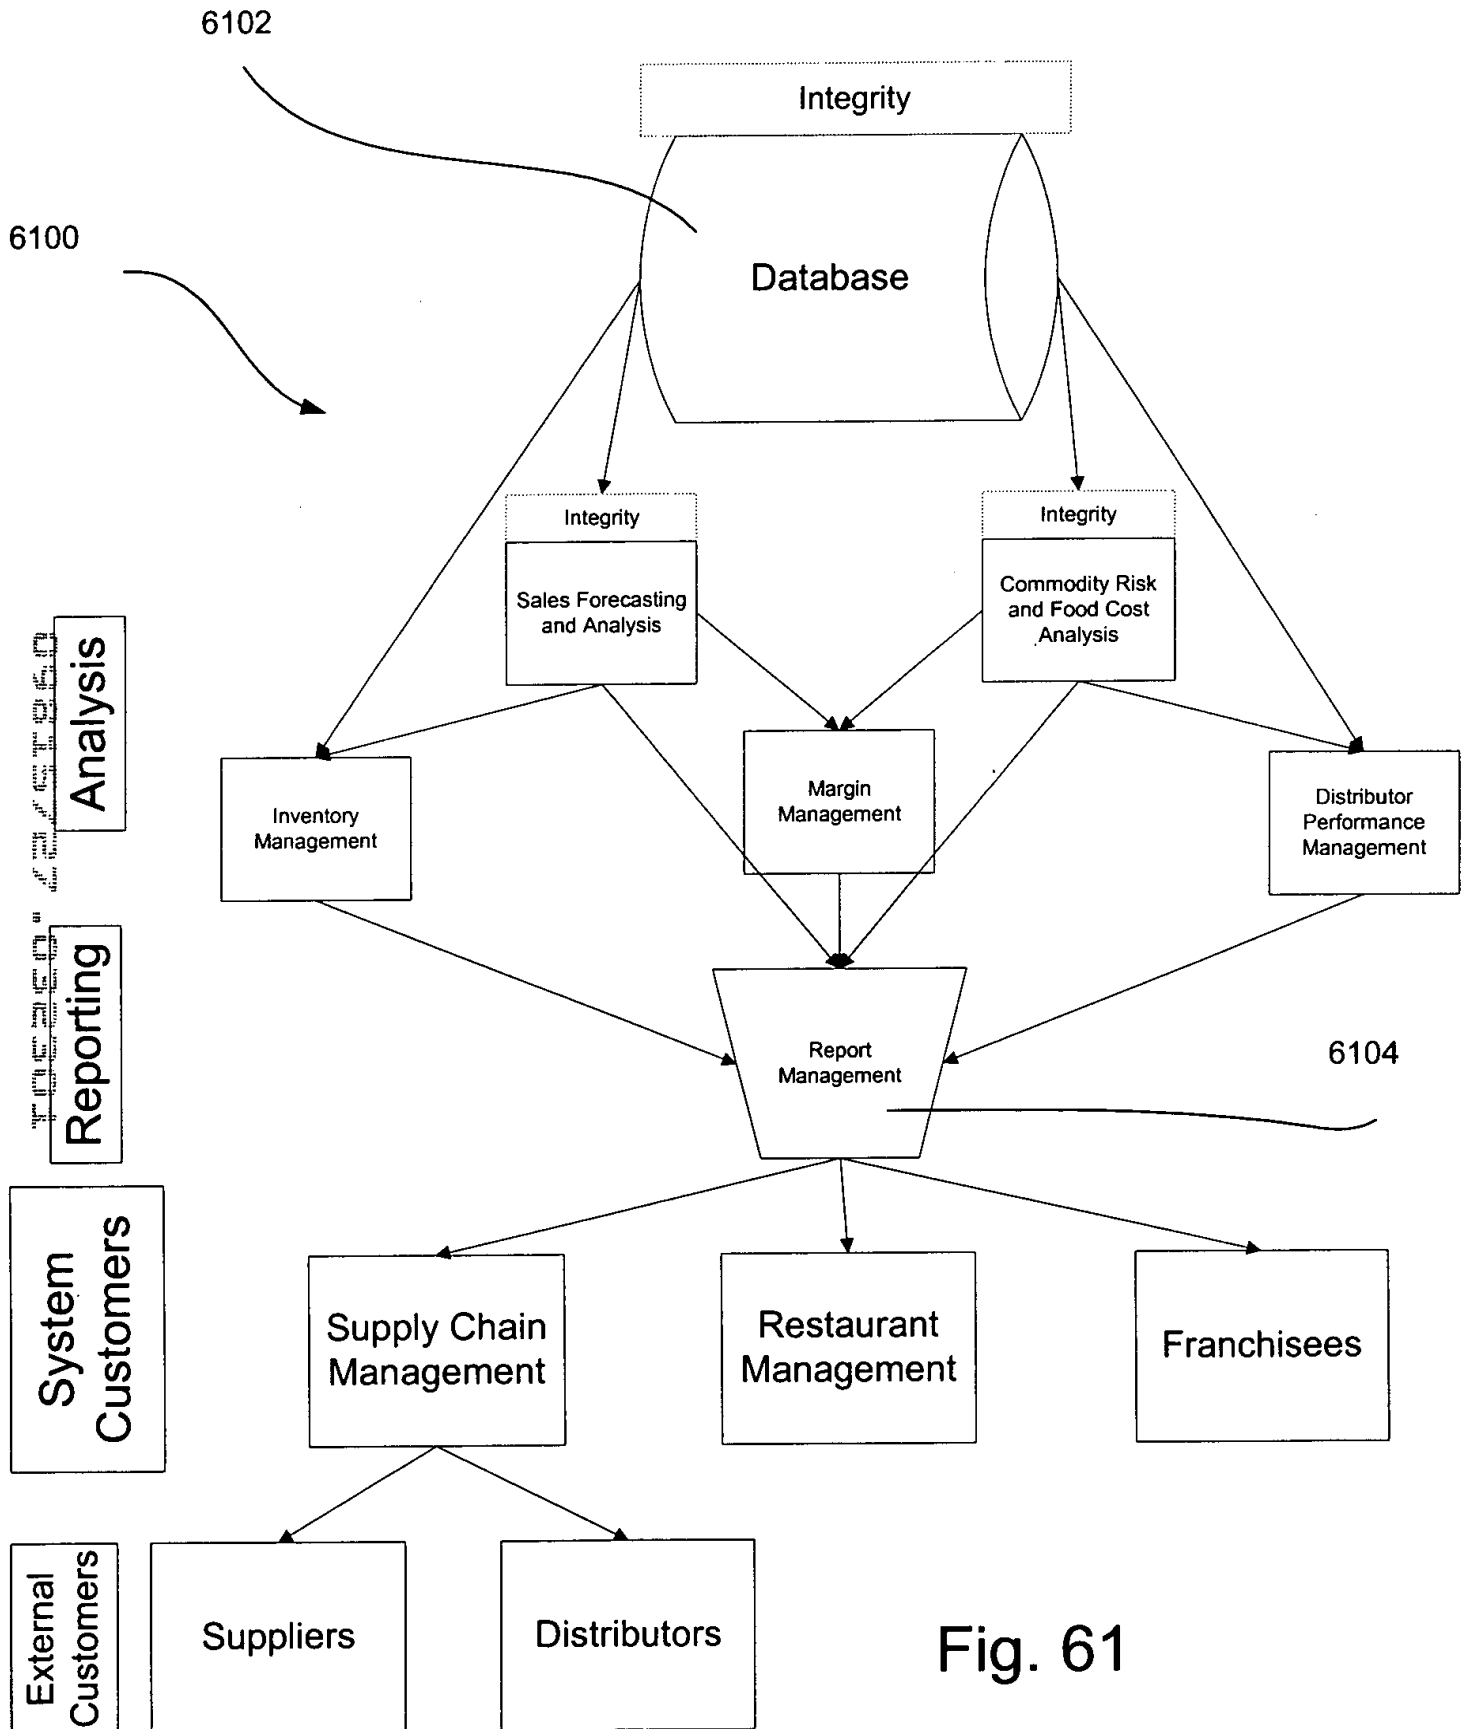 6102
Integrity
6100
Database
Integrity
Integrity
Sales Forecasting
and Analysis
Commodity Risk
and Food Cost
Analysis
Analysis
Inventory
Management
Margin
Management
Distributor
Performance
Management
Reporting
Report
Management
6104
System
Customers
Supply Chain
Management
Restaurant
Management
Franchisees
External
Customers
Suppliers
Distributors
Fig. 61